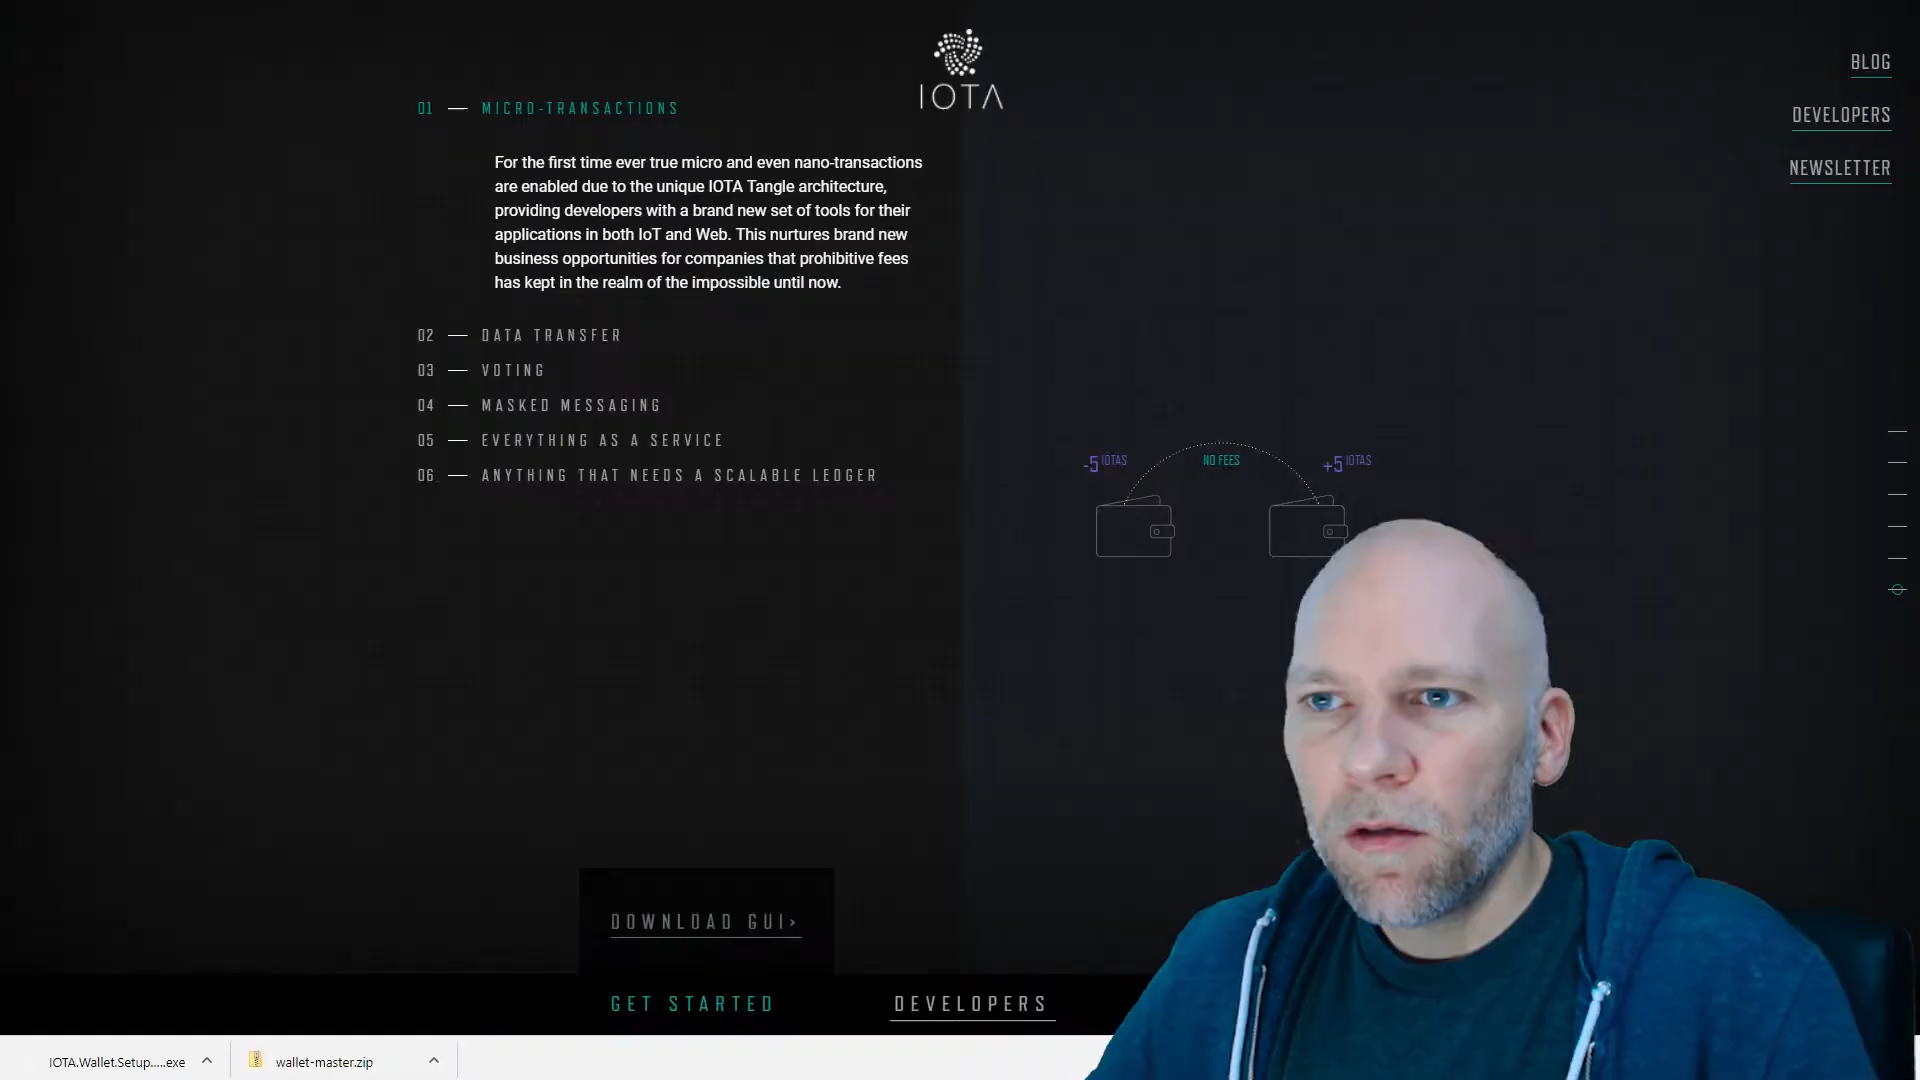 IOTA
BLOG
DEVELOPERS
NEWSLETTER
01 — MICRO-TRANSACTIONS
For the first time ever true micro and even nano-transactions
are enabled due to the unique IOTA Tangle architecture,
providing developers with a brand new set of tools for their
applications in both IoT and Web. This nurtures brand new
business opportunities for companies that prohibitive fees
has kept in the realm of the impossible until now.
02 — DATA TRANSFER
03 — VOTING
04 — MASKED MESSAGING
05 — EVERYTHING AS A SERVICE
06 — ANYTHING THAT NEEDS A SCALABLE LEDGER
-5 IOTAS
NO FEES
+5 IOTAS
DOWNLOAD GUI>
GET STARTED
DEVELOPERS
IOTA.Wallet.Setup.....exe
wallet-master.zip